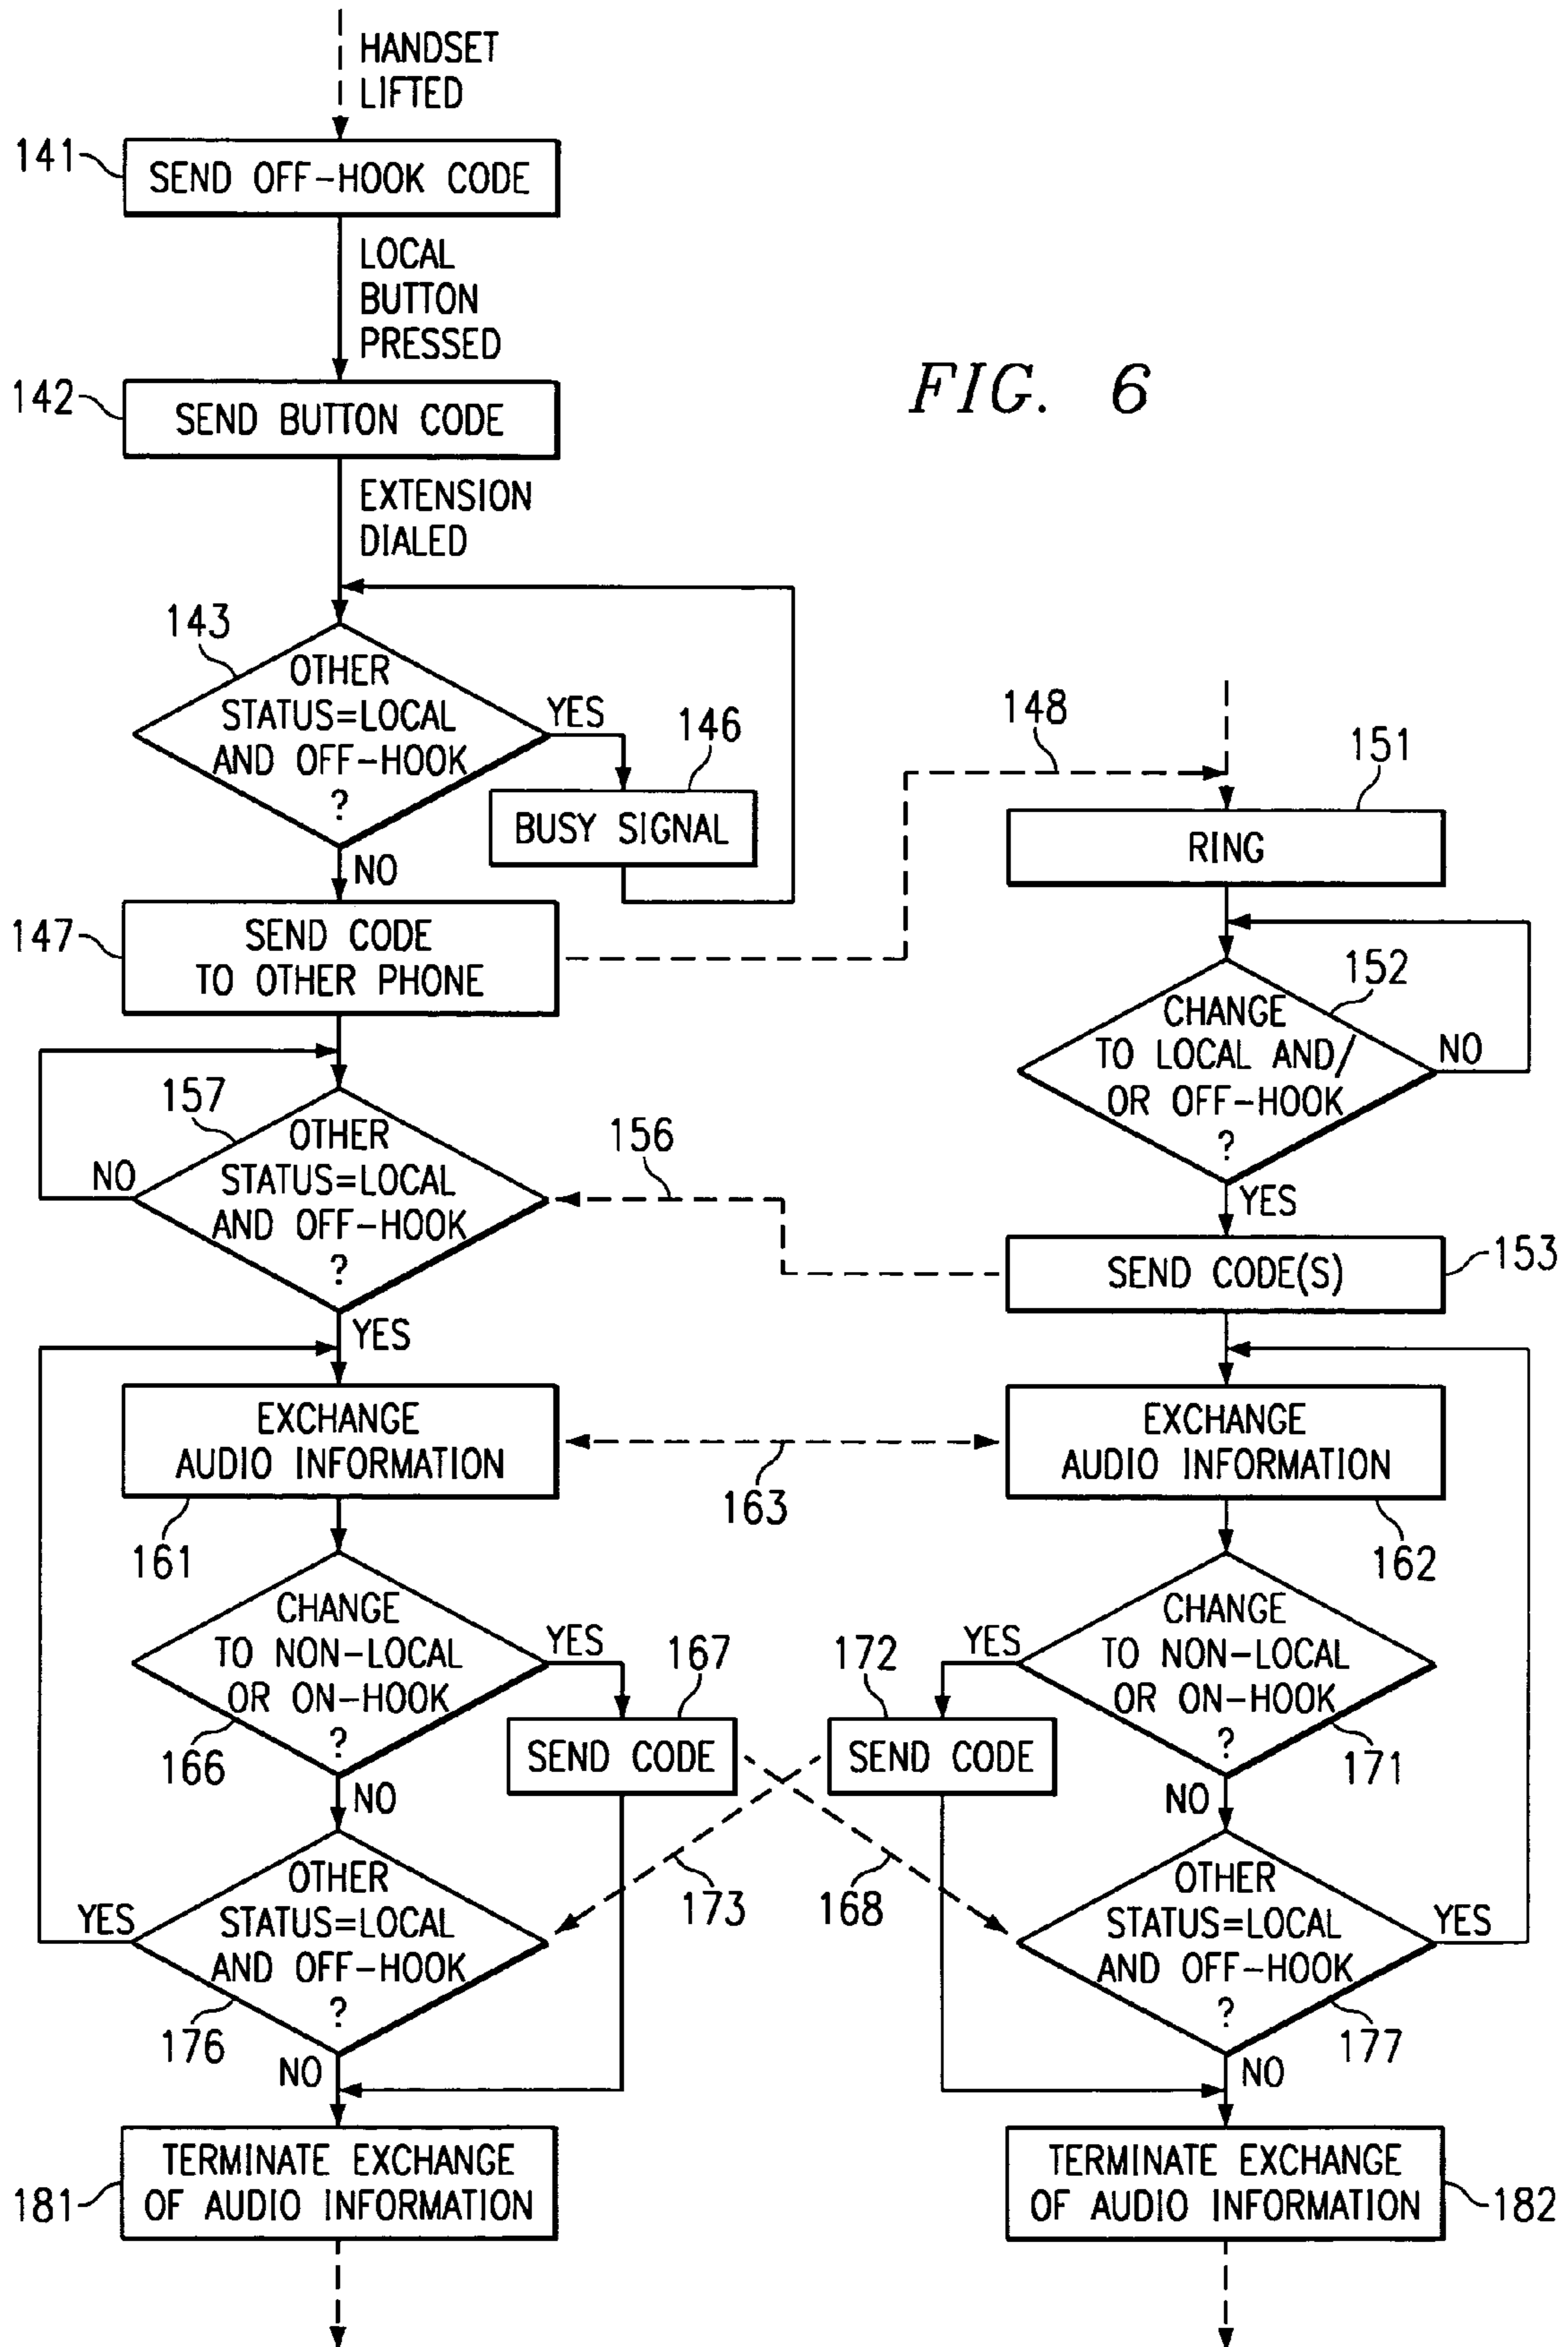 HANDSET
LIFTED
141
SEND OFF-HOOK CODE
LOCAL
BUTTON
PRESSED
FIG. 6
142
SEND BUTTON CODE
EXTENSION
DIALED
143
OTHER
STATUS=LOCAL
AND OFF-HOOK
?
YES
146
BUSY SIGNAL
NO
147
SEND CODE
TO OTHER PHONE
148
151
RING
152
CHANGE
TO LOCAL AND/
OR OFF-HOOK
?
NO
YES
153
SEND CODE(S)
156
157
OTHER
STATUS=LOCAL
AND OFF-HOOK
?
NO
YES
EXCHANGE
AUDIO INFORMATION
161
163
EXCHANGE
AUDIO INFORMATION
162
CHANGE
TO NON-LOCAL
OR ON-HOOK
?
166
YES
167
SEND CODE
NO
172
SEND CODE
YES
CHANGE
TO NON-LOCAL
OR ON-HOOK
?
171
NO
OTHER
STATUS=LOCAL
AND OFF-HOOK
?
YES
176
NO
173
168
OTHER
STATUS=LOCAL
AND OFF-HOOK
?
YES
177
NO
181
TERMINATE EXCHANGE
OF AUDIO INFORMATION
TERMINATE EXCHANGE
OF AUDIO INFORMATION
182